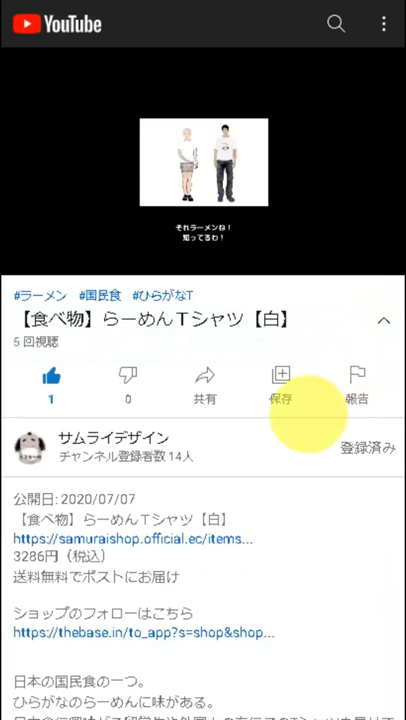 YouTube
それラーメンね！
知ってるわ！
#ラーメン #国民食 #ひらがなT
【食べ物】らーめんＴシャツ【白】
5 回視聴
1 0 共有 保存 報告
サムライデザイン
チャンネル登録者数 14人
登録済み
公開日: 2020/07/07
【食べ物】らーめんＴシャツ【白】
https://samuraishop.official.ec/items...
3286円（税込）
送料無料でポストにお届け
ショップのフォローはこちら
https://thebase.in/to_app?s=shop&shop...
日本の国民食の一つ。
ひらがなのらーめんに味がある。